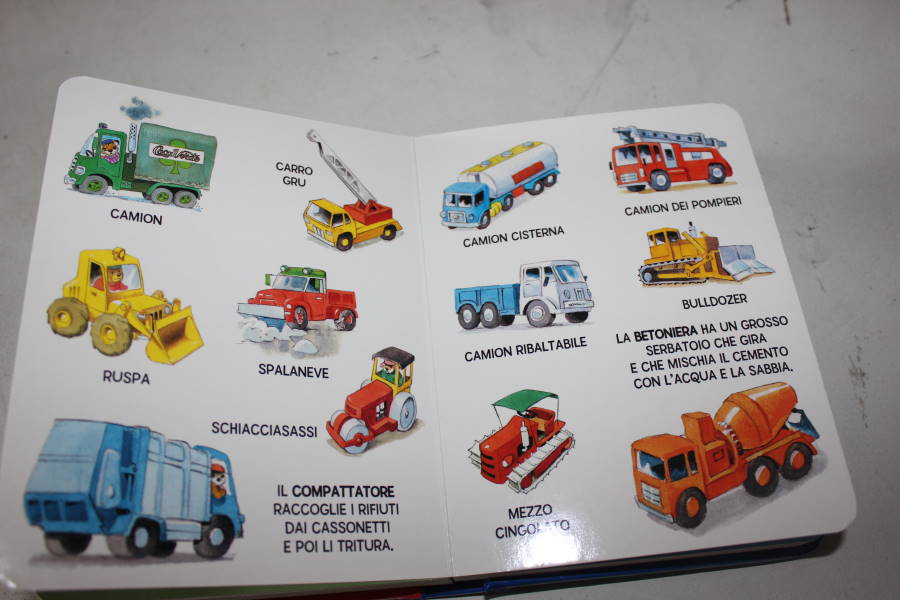 CoopVerde
CAMION
CARRO
GRU
RUSPA
SPALANEVE
SCHIACCIASASSI
IL COMPATTATORE
RACCOGLIE I RIFIUTI
DAI CASSONETTI
E POI LI TRITURA.
CAMION CISTERNA
CAMION DEI POMPIERI
CAMION RIBALTABILE
BULLDOZER
LA BETONIERA HA UN GROSSO
SERBATOIO CHE GIRA
E CHE MISCHIA IL CEMENTO
CON L'ACQUA E LA SABBIA.
MEZZO
CINGOLATO